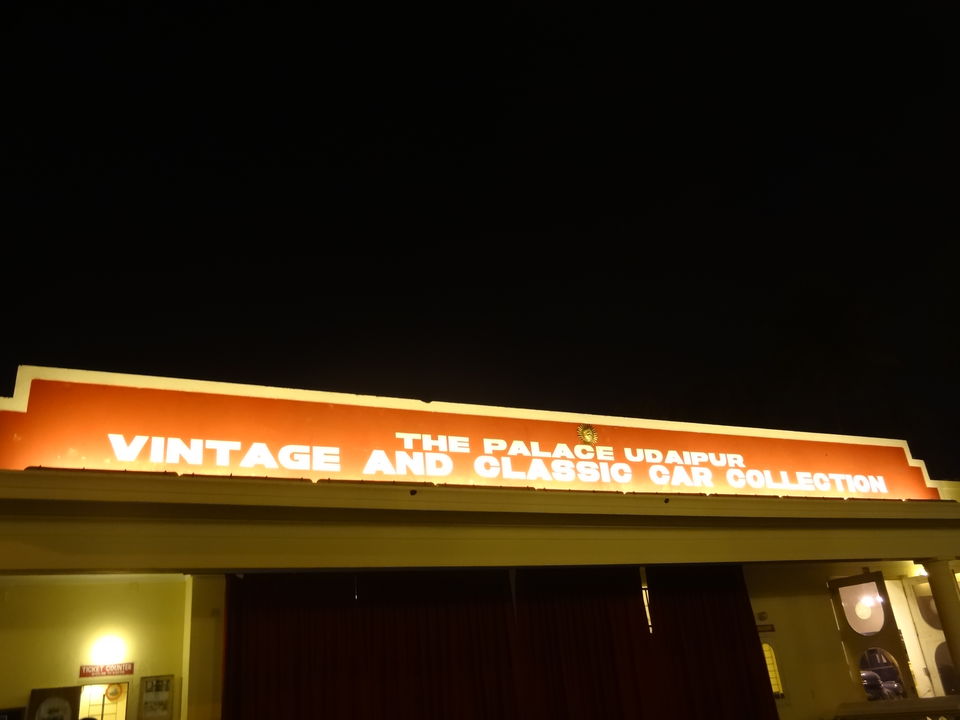 THE PALACE UDAIPUR
VINTAGE AND CLASSIC CAR COLLECTION
TICKET COUNTER